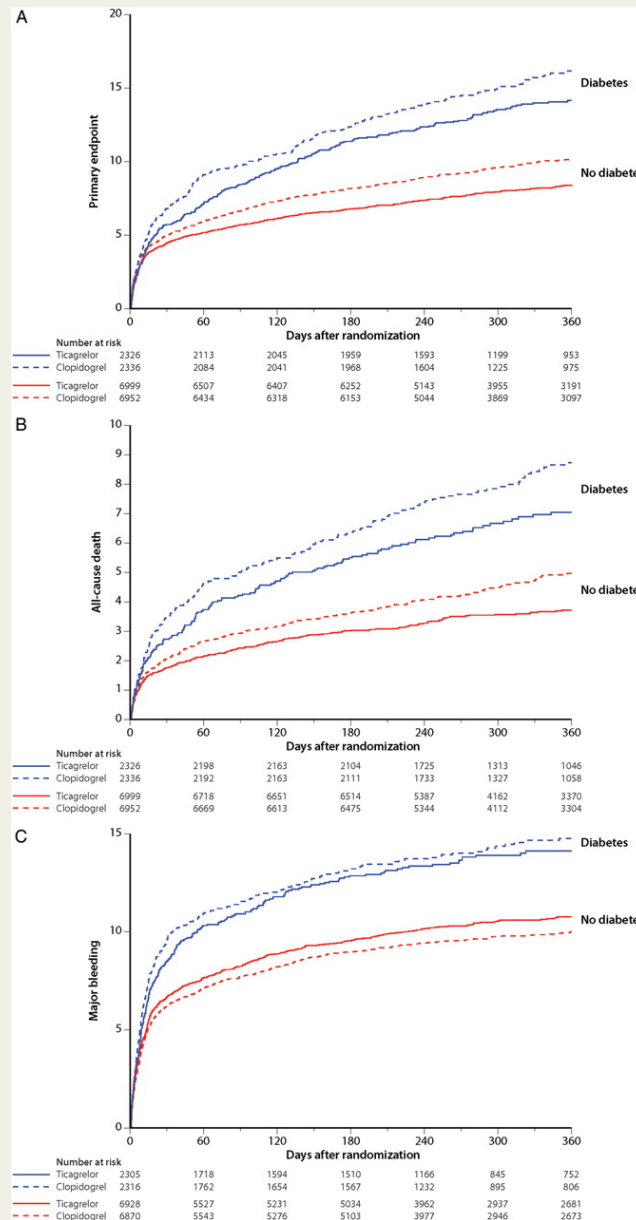 A
20
15
10
5
0
Primary endpoint
Diabetes
No diabete
0 60 120 180 240 300 360
Days after randomization
Number at risk
Ticagrelor 2326 2113 2045 1959 1593 1199 953
Clopidogrel 2336 2084 2041 1968 1604 1225 975
Ticagrelor 6999 6507 6407 6252 5143 3955 3191
Clopidogrel 6952 6434 6318 6153 5044 3869 3097
B
10
9
8
7
6
5
4
3
2
1
0
All-cause death
Diabetes
No diabete
0 60 120 180 240 300 360
Days after randomization
Number at risk
Ticagrelor 2326 2198 2163 2104 1725 1313 1046
Clopidogrel 2336 2192 2163 2111 1733 1327 1058
Ticagrelor 6999 6718 6651 6514 5387 4162 3370
Clopidogrel 6952 6669 6613 6475 5344 4112 3304
C
15
10
5
0
Major bleeding
Diabetes
No diabete
0 60 120 180 240 300 360
Days after randomization
Number at risk
Ticagrelor 2305 1718 1594 1510 1166 845 752
Clopidogrel 2316 1762 1654 1567 1232 895 806
Ticagrelor 6928 5527 5231 5034 3962 2937 2681
Clopidogrel 6870 5543 5276 5103 3977 2946 2673